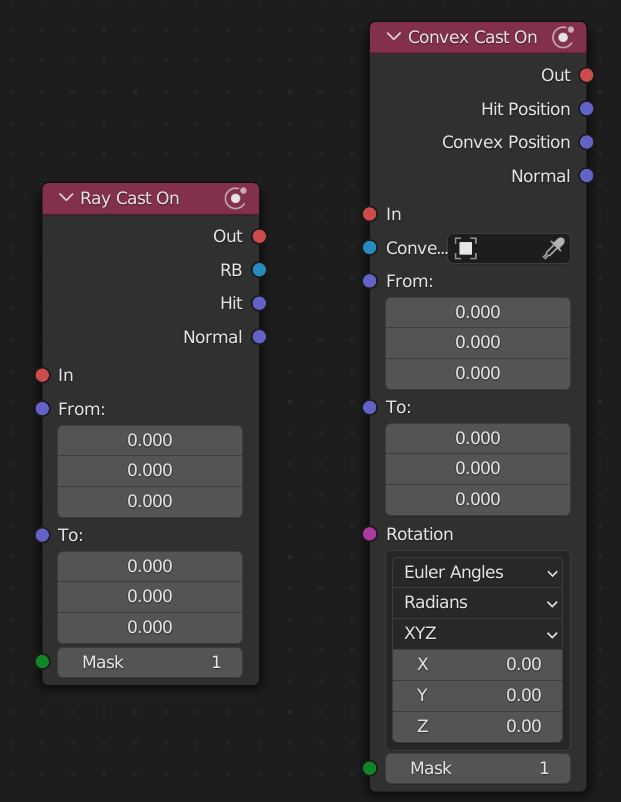 Ray Cast On
Out
RB
Hit
Normal
In
From:
0.000
0.000
0.000
To:
0.000
0.000
0.000
Mask 1
Convex Cast On
Out
Hit Position
Convex Position
Normal
In
Conve...
From:
0.000
0.000
0.000
To:
0.000
0.000
0.000
Rotation
Euler Angles
Radians
XYZ
X 0.00
Y 0.00
Z 0.00
Mask 1